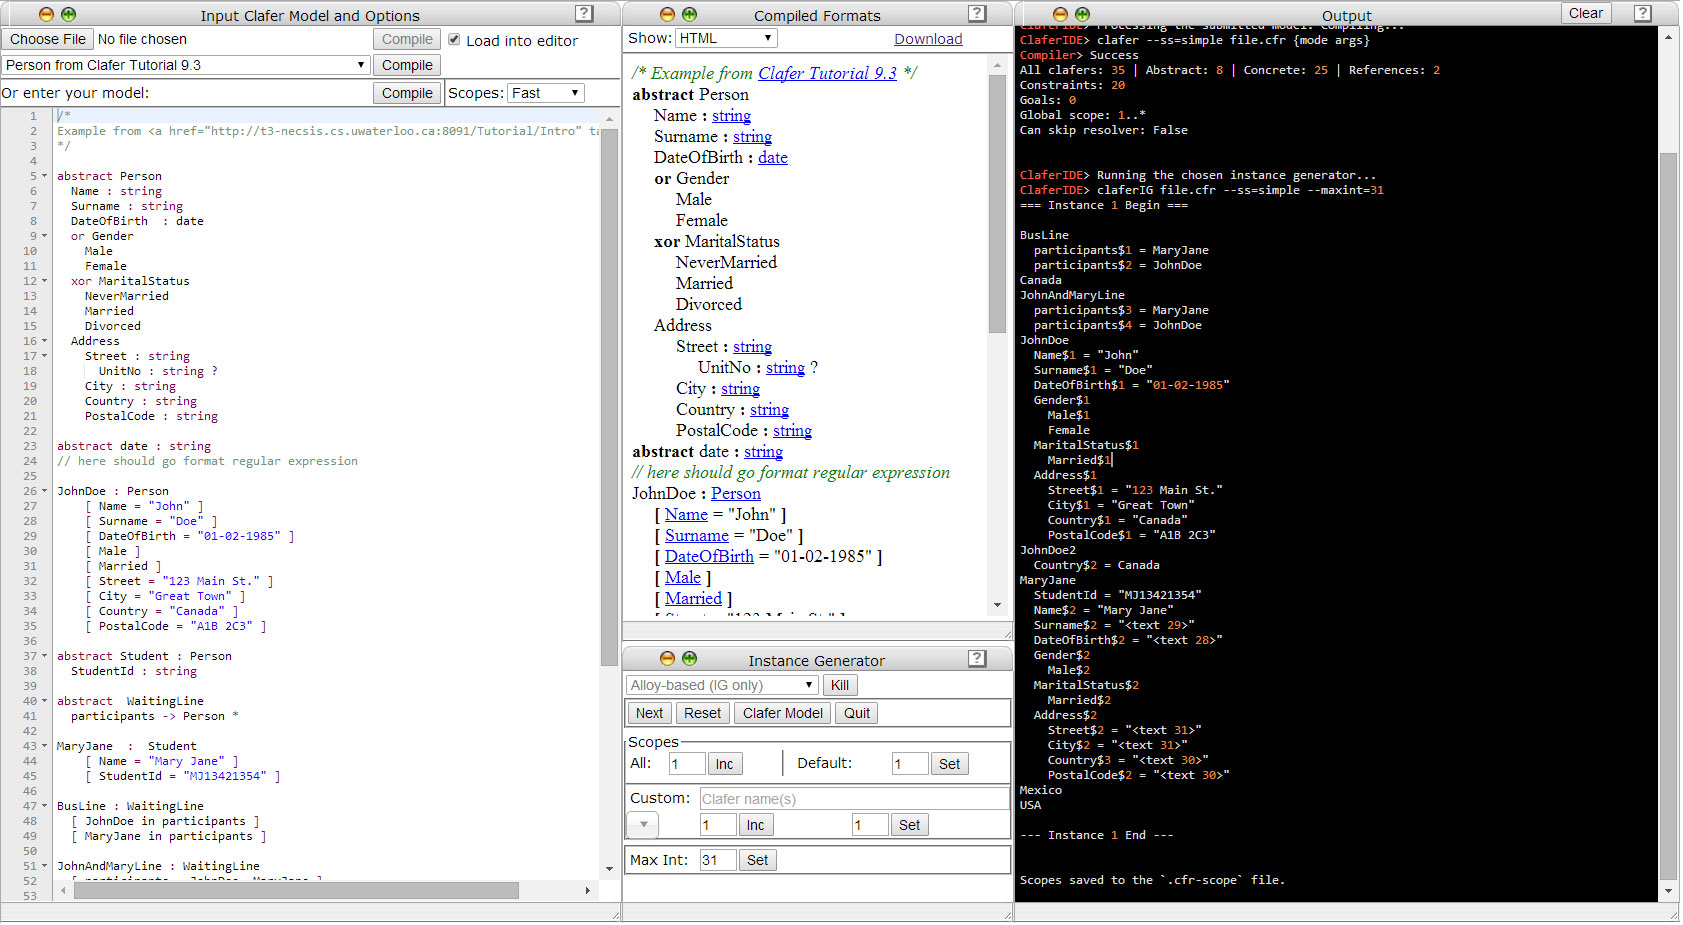 Input Clafer Model and Options
?
Choose File No file chosen
Compile
Load into editor
Person from Clafer Tutorial 9.3
Compile
Or enter your model:
Compile
Scopes: Fast
1 /*
2 Example from <a href="http://t3-necsis.cs.uwaterloo.ca:8091/Tutorial/Intro" ta
3 */
4
5 abstract Person
6 Name : string
7 Surname : string
8 DateOfBirth : date
9 or Gender
10 Male
11 Female
12 xor MaritalStatus
13 NeverMarried
14 Married
15 Divorced
16 Address
17 Street : string
18 UnitNo : string ?
19 City : string
20 Country : string
21 PostalCode : string
22
23 abstract date : string
24 // here should go format regular expression
25
26 JohnDoe : Person
27 [ Name = "John" ]
28 [ Surname = "Doe" ]
29 [ DateOfBirth = "01-02-1985" ]
30 [ Male ]
31 [ Married ]
32 [ Street = "123 Main St." ]
33 [ City = "Great Town" ]
34 [ Country = "Canada" ]
35 [ PostalCode = "A1B 2C3" ]
36
37 abstract Student : Person
38 StudentId : string
39
40 abstract WaitingLine
41 participants -> Person *
42
43 MaryJane : Student
44 [ Name = "Mary Jane" ]
45 [ StudentId = "MJ13421354" ]
46
47 BusLine : WaitingLine
48 [ JohnDoe in participants ]
49 [ MaryJane in participants ]
50
51 JohnAndMaryLine : WaitingLine
52 [ participants = JohnDoe, MaryJane ]
53
Compiled Formats
?
Show: HTML
Download
/* Example from Clafer Tutorial 9.3 */
abstract Person
Name : string
Surname : string
DateOfBirth : date
or Gender
Male
Female
xor MaritalStatus
NeverMarried
Married
Divorced
Address
Street : string
UnitNo : string ?
City : string
Country : string
PostalCode : string
abstract date : string
// here should go format regular expression
JohnDoe : Person
[ Name = "John" ]
[ Surname = "Doe" ]
[ DateOfBirth = "01-02-1985" ]
[ Male ]
[ Married ]
[ Street = "123 Main St." ]
Instance Generator
?
Alloy-based (IG only)
Kill
Next Reset Clafer Model Quit
Scopes
All: 1 Inc Default: 1 Set
Custom: Clafer name(s)
1 Inc 1 Set
Max Int: 31 Set
Output
Clear
?
ClaferIDE> Processing the submitted model. Compiling...
ClaferIDE> clafer --ss=simple file.cfr {mode args}
Compiler> Success
All clafers: 35 | Abstract: 8 | Concrete: 25 | References: 2
Constraints: 20
Goals: 0
Global scope: 1..*
Can skip resolver: False
ClaferIDE> Running the chosen instance generator...
ClaferIDE> claferIG file.cfr --ss=simple --maxint=31
=== Instance 1 Begin ===
BusLine
participants$1 = MaryJane
participants$2 = JohnDoe
Canada
JohnAndMaryLine
participants$3 = MaryJane
participants$4 = JohnDoe
JohnDoe
Name$1 = "John"
Surname$1 = "Doe"
DateOfBirth$1 = "01-02-1985"
Gender$1
Male$1
Female
MaritalStatus$1
Married$1
Address$1
Street$1 = "123 Main St."
City$1 = "Great Town"
Country$1 = "Canada"
PostalCode$1 = "A1B 2C3"
JohnDoe2
Country$2 = Canada
MaryJane
StudentId = "MJ13421354"
Name$2 = "Mary Jane"
Surname$2 = "<text 29>"
DateOfBirth$2 = "<text 28>"
Gender$2
Male$2
MaritalStatus$2
Married$2
Address$2
Street$2 = "<text 31>"
City$2 = "<text 31>"
Country$3 = "<text 30>"
PostalCode$2 = "<text 30>"
Mexico
USA
--- Instance 1 End ---
Scopes saved to the `.cfr-scope` file.